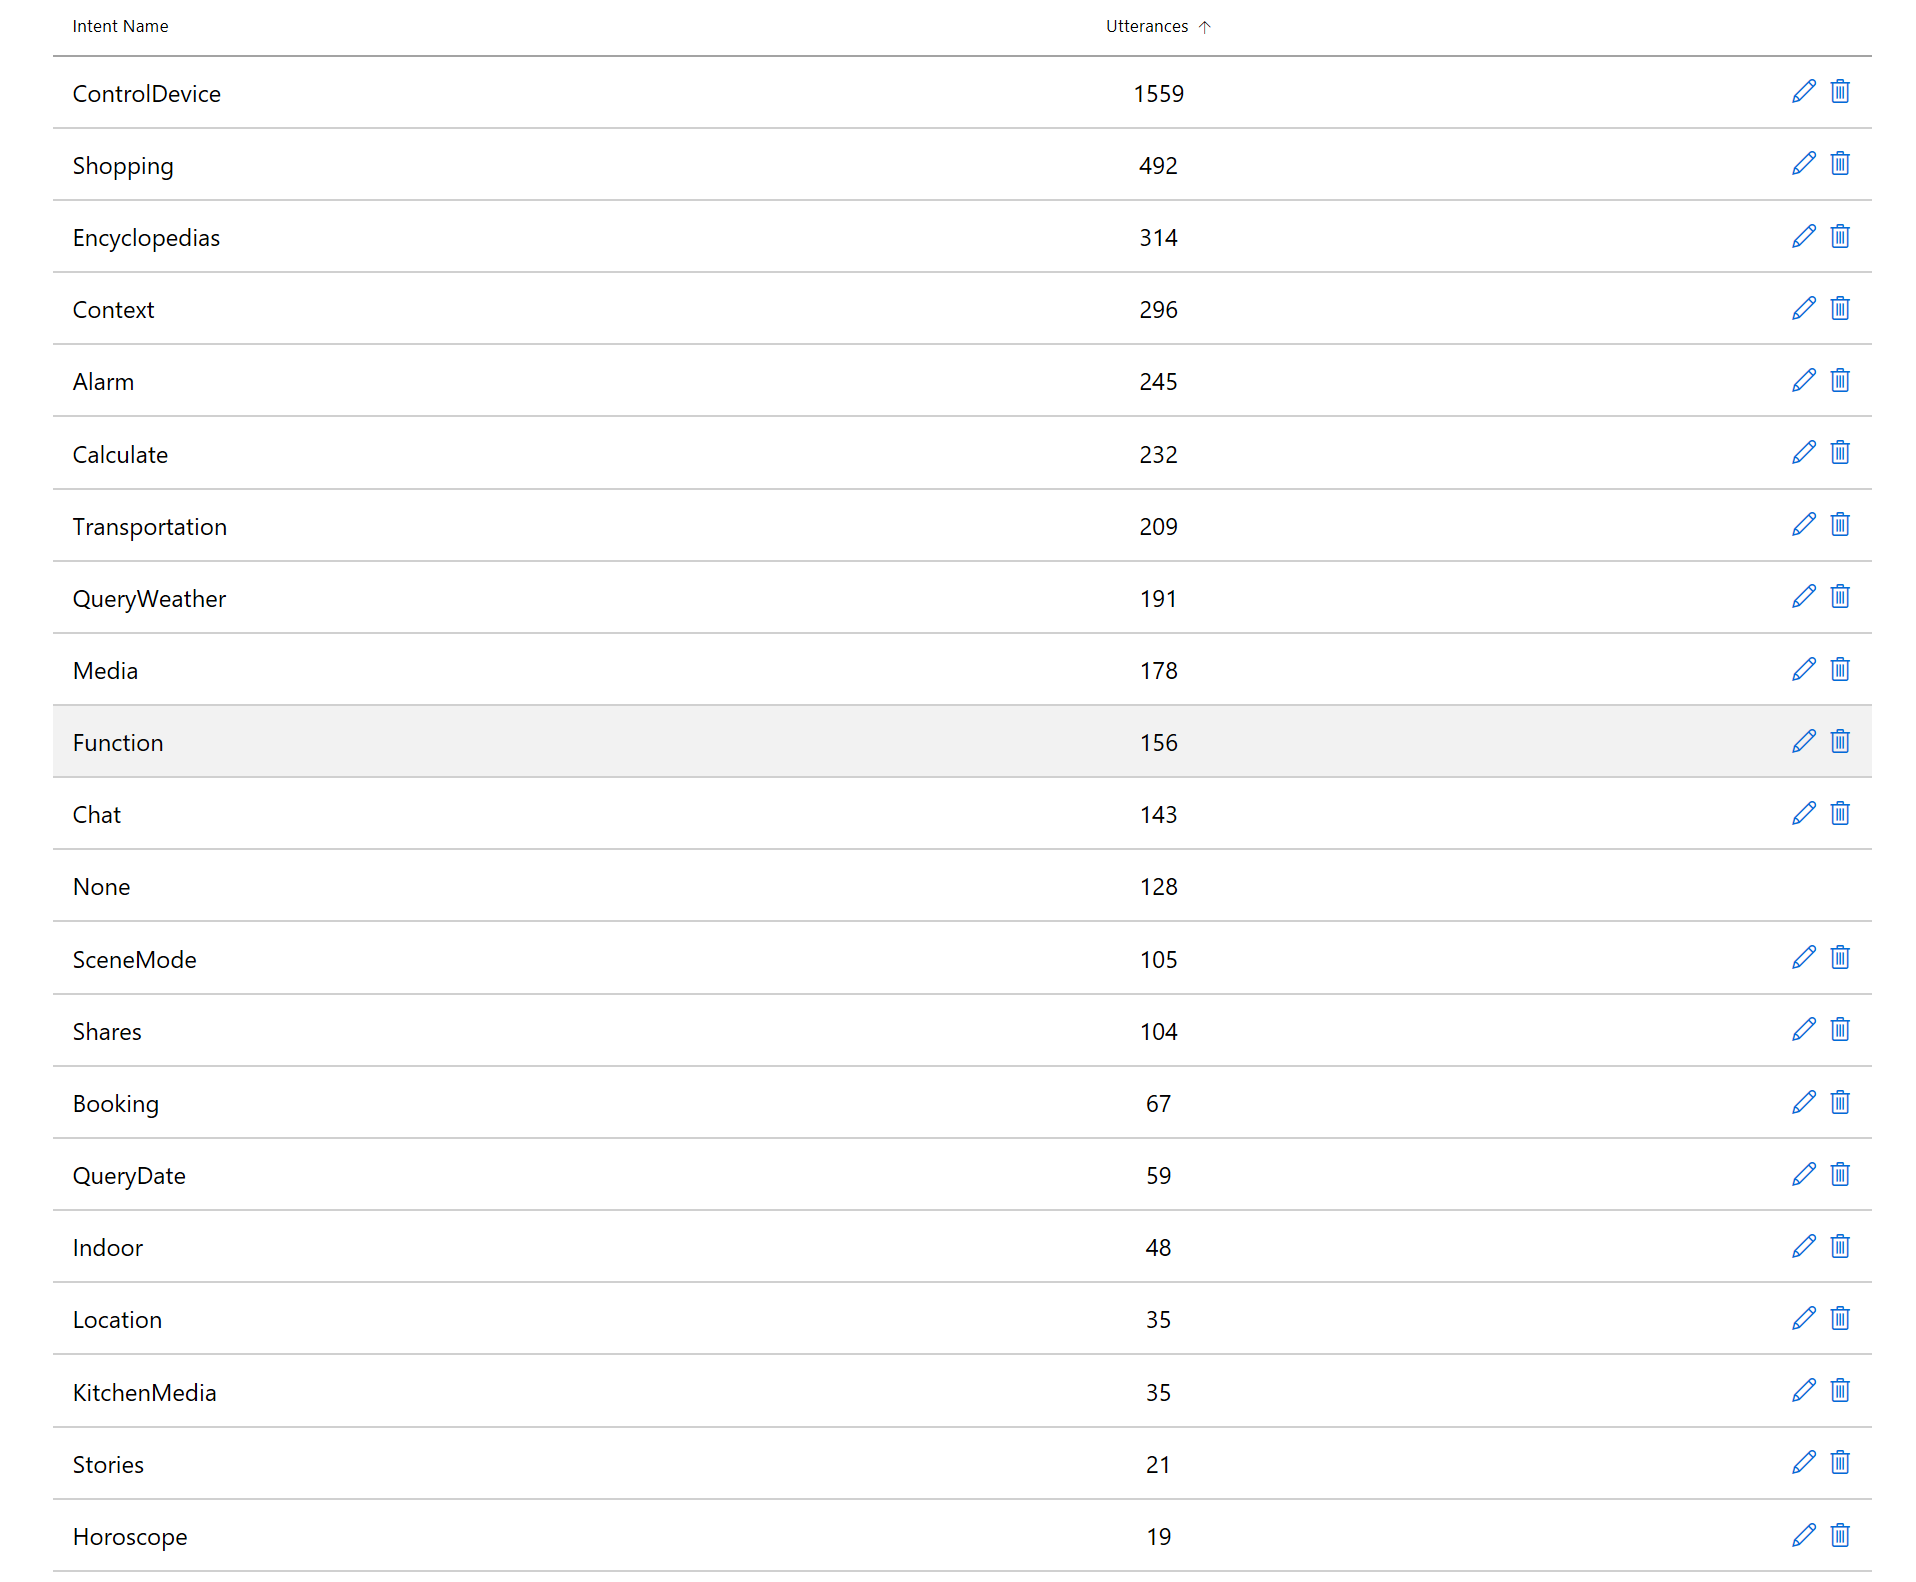 Intent Name Utterances ↑
ControlDevice 1559
Shopping 492
Encyclopedias 314
Context 296
Alarm 245
Calculate 232
Transportation 209
QueryWeather 191
Media 178
Function 156
Chat 143
None 128
SceneMode 105
Shares 104
Booking 67
QueryDate 59
Indoor 48
Location 35
KitchenMedia 35
Stories 21
Horoscope 19